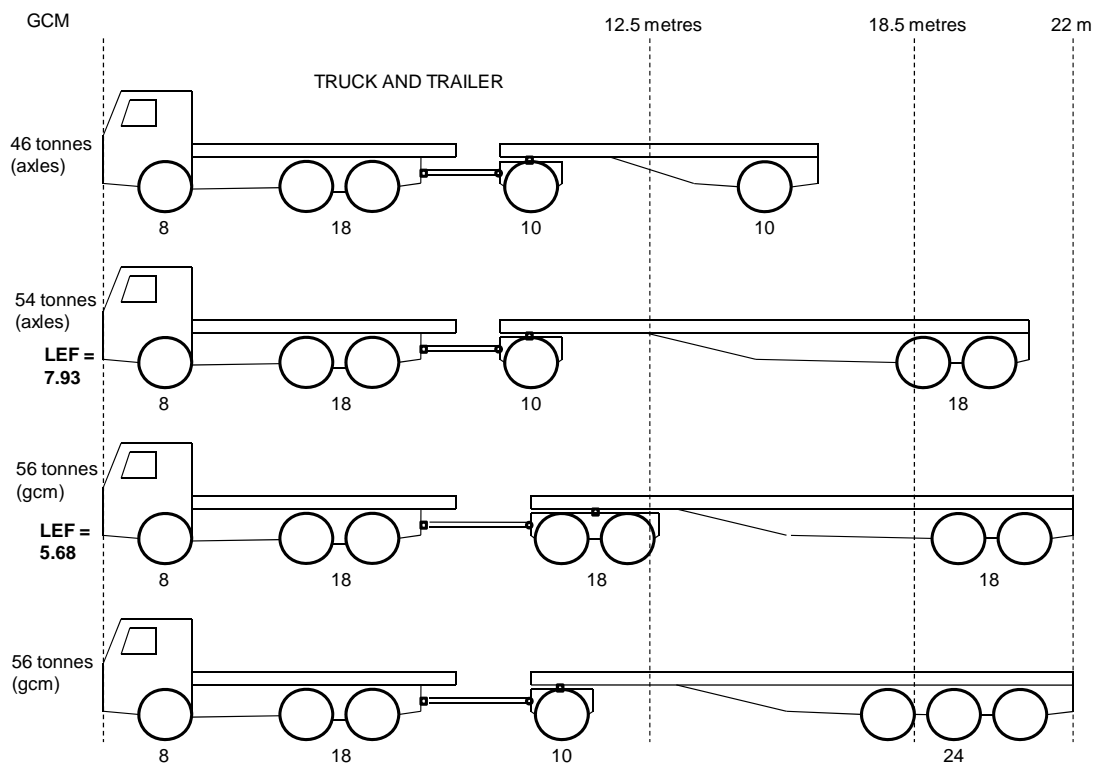 GCM
12.5 metres
18.5 metres
22 m
TRUCK AND TRAILER
46 tonnes
(axles)
8
18
10
10
54 tonnes
(axles)
LEF =
7.93
8
18
10
18
56 tonnes
(gcm)
LEF =
5.68
8
18
18
18
56 tonnes
(gcm)
8
18
10
24